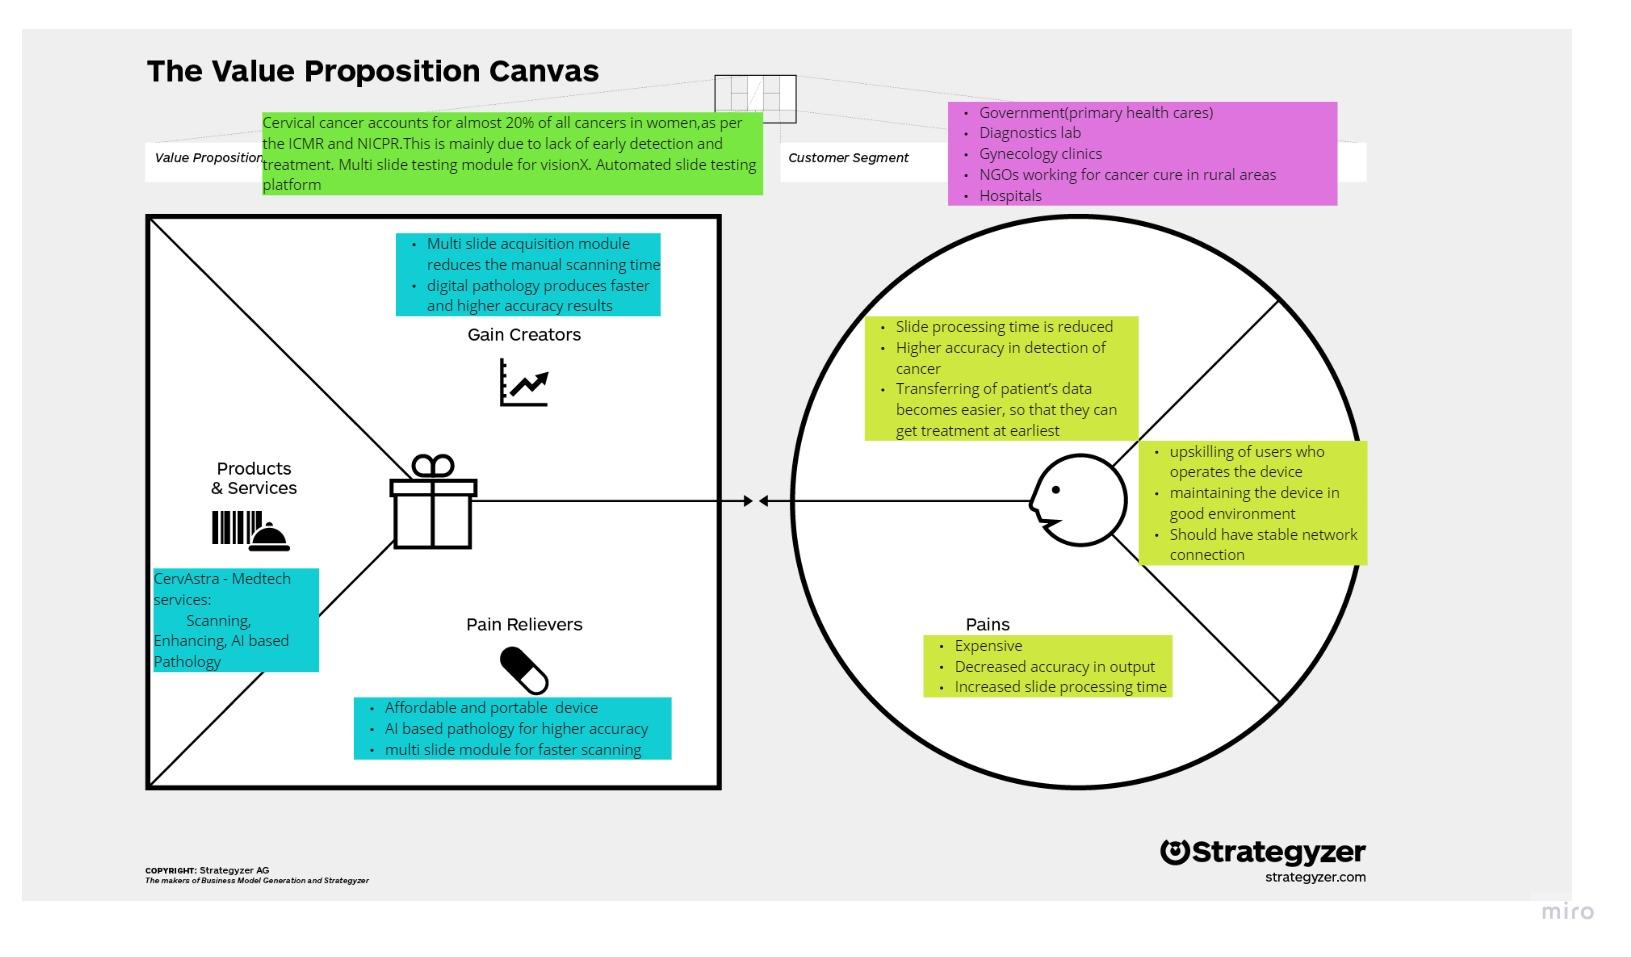 The Value Proposition Canvas
Cervical cancer accounts for almost 20% of all cancers in women,as per
the ICMR and NICPR.This is mainly due to lack of early detection and
treatment. Multi slide testing module for visionX. Automated slide testing
platform
Value Proposition
Customer Segment
• Government(primary health cares)
• Diagnostics lab
• Gynecology clinics
• NGOs working for cancer cure in rural areas
• Hospitals
• Multi slide acquisition module
reduces the manual scanning time
• digital pathology produces faster
and higher accuracy results
Gain Creators
Products
& Services
CervAstra - Medtech
services:
Scanning,
Enhancing, AI based
Pathology
Pain Relievers
• Affordable and portable device
• AI based pathology for higher accuracy
• multi slide module for faster scanning
• Slide processing time is reduced
• Higher accuracy in detection of
cancer
• Transferring of patient's data
becomes easier, so that they can
get treatment at earliest
• upskilling of users who
operates the device
• maintaining the device in
good environment
• Should have stable network
connection
Pains
• Expensive
• Decreased accuracy in output
• Increased slide processing time
COPYRIGHT: Strategyzer AG
The makers of Business Model Generation and Strategyzer
Strategyzer
strategyzer.com
miro